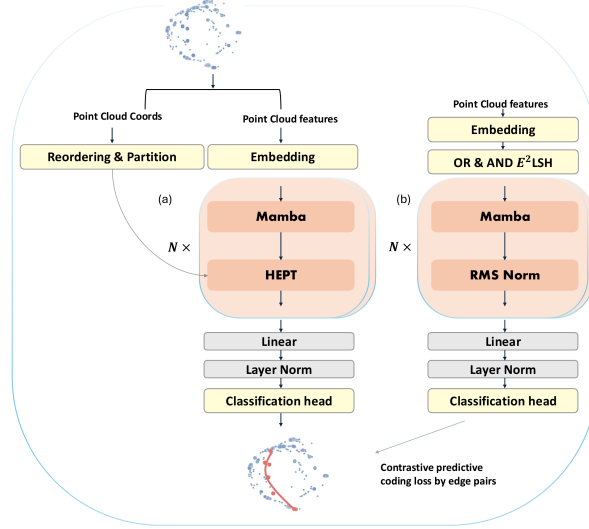 Point Cloud Coords
Point Cloud features
Reordering & Partition
Embedding
(a)
Mamba
N ×
HEPT
Linear
Layer Norm
Classification head
Point Cloud features
Embedding
OR & AND E²LSH
(b)
Mamba
N ×
RMS Norm
Linear
Layer Norm
Classification head
Contrastive predictive
coding loss by edge pairs